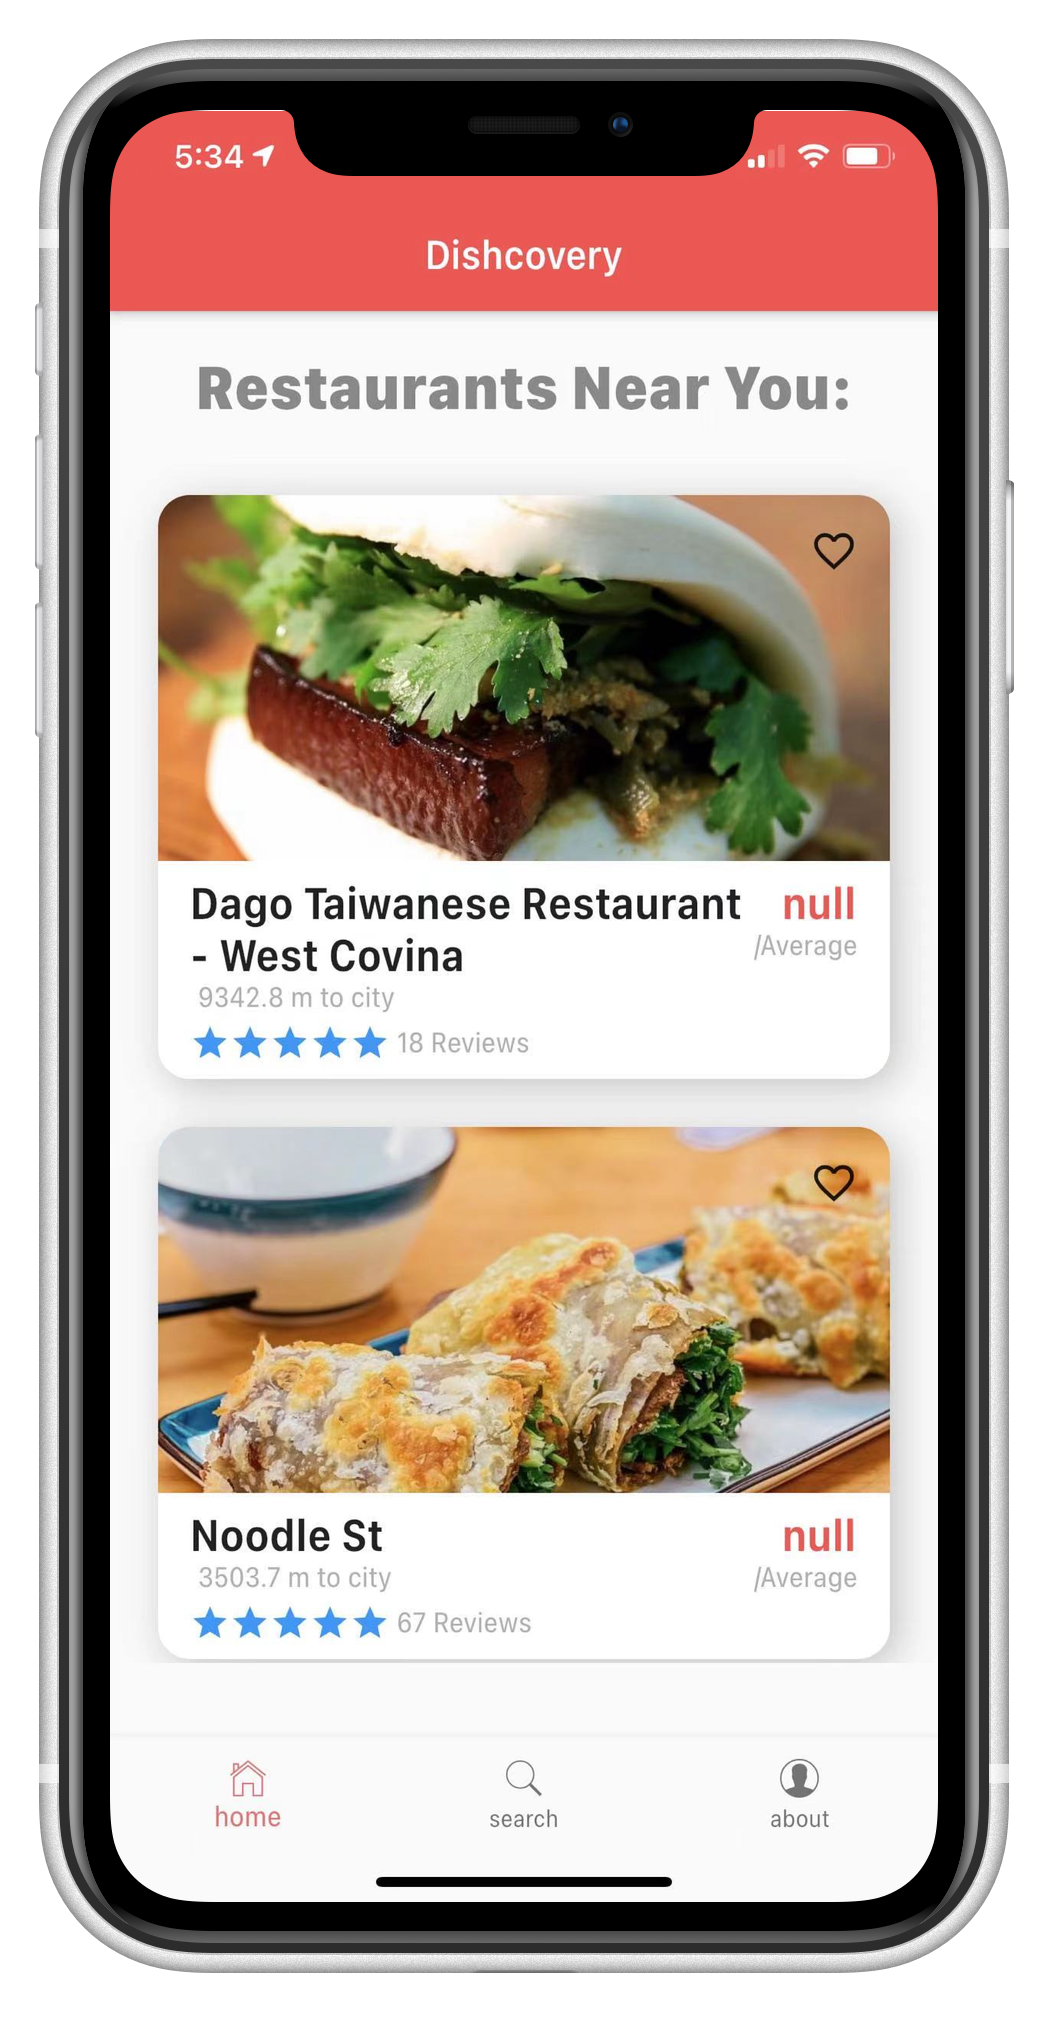 5:34
Dishcovery
Restaurants Near You:
Dago Taiwanese Restaurant
- West Covina
null
/Average
9342.8 m to city
18 Reviews
Noodle St
null
/Average
3503.7 m to city
67 Reviews
home
search
about